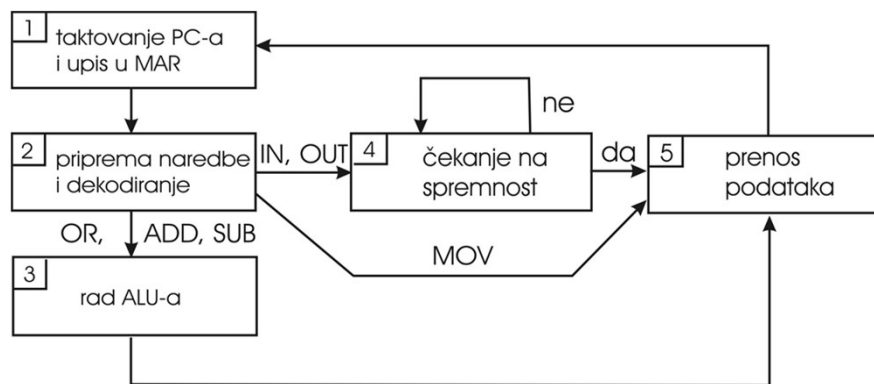 1
taktovanje PC-a
i upis u MAR
ne
2
priprema naredbe
i dekodiranje
IN, OUT
4
čekanje na
spremnost
da
5
prenos
podataka
OR, ADD, SUB
MOV
3
rad ALU-a